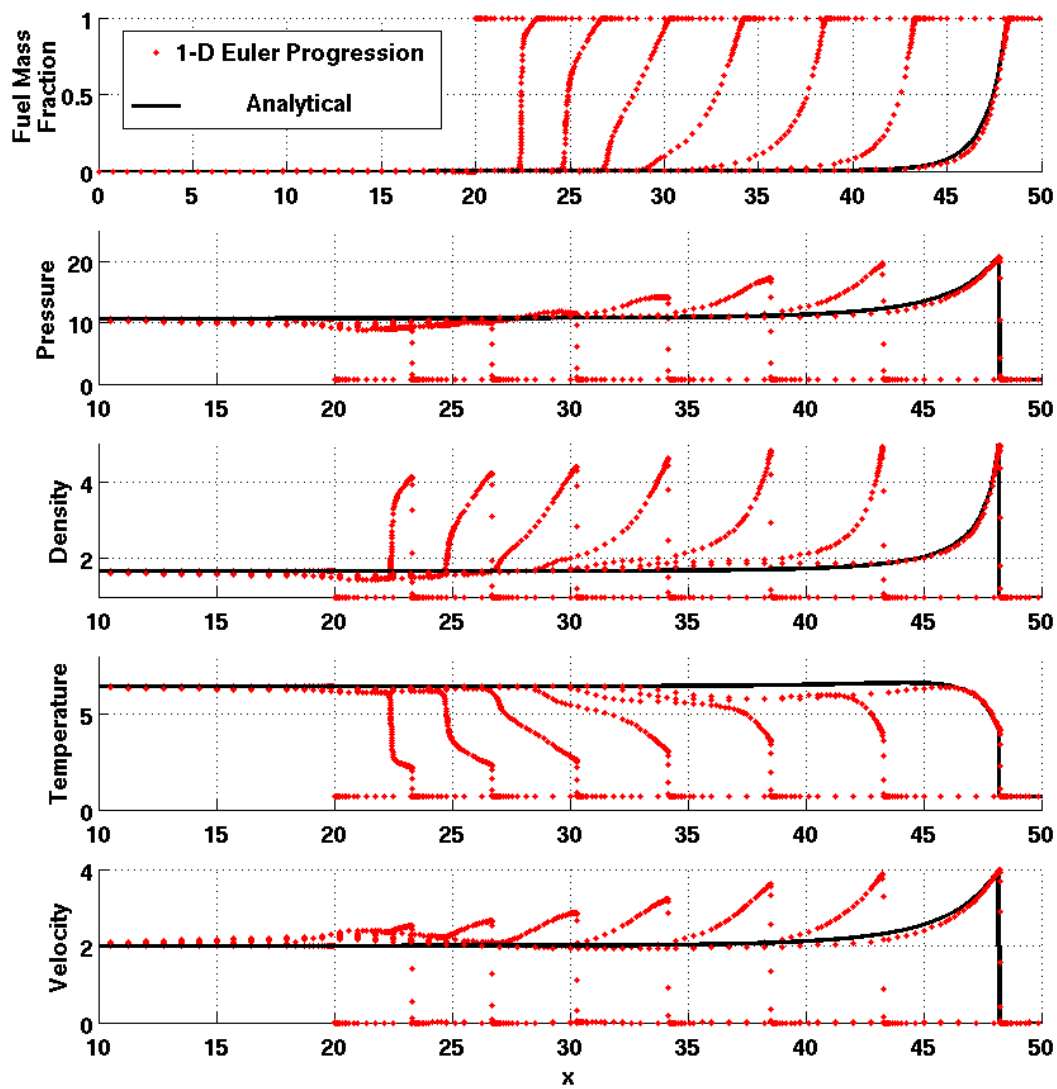 1
0.5
0
Fuel Mass
Fraction
1-D Euler Progression
Analytical
0 5 10 15 20 25 30 35 40 45 50
20
10
0
Pressure
10 15 20 25 30 35 40 45 50
4
2
Density
10 15 20 25 30 35 40 45 50
5
0
Temperature
10 15 20 25 30 35 40 45 50
4
2
0
Velocity
10 15 20 25 30 35 40 45 50
x